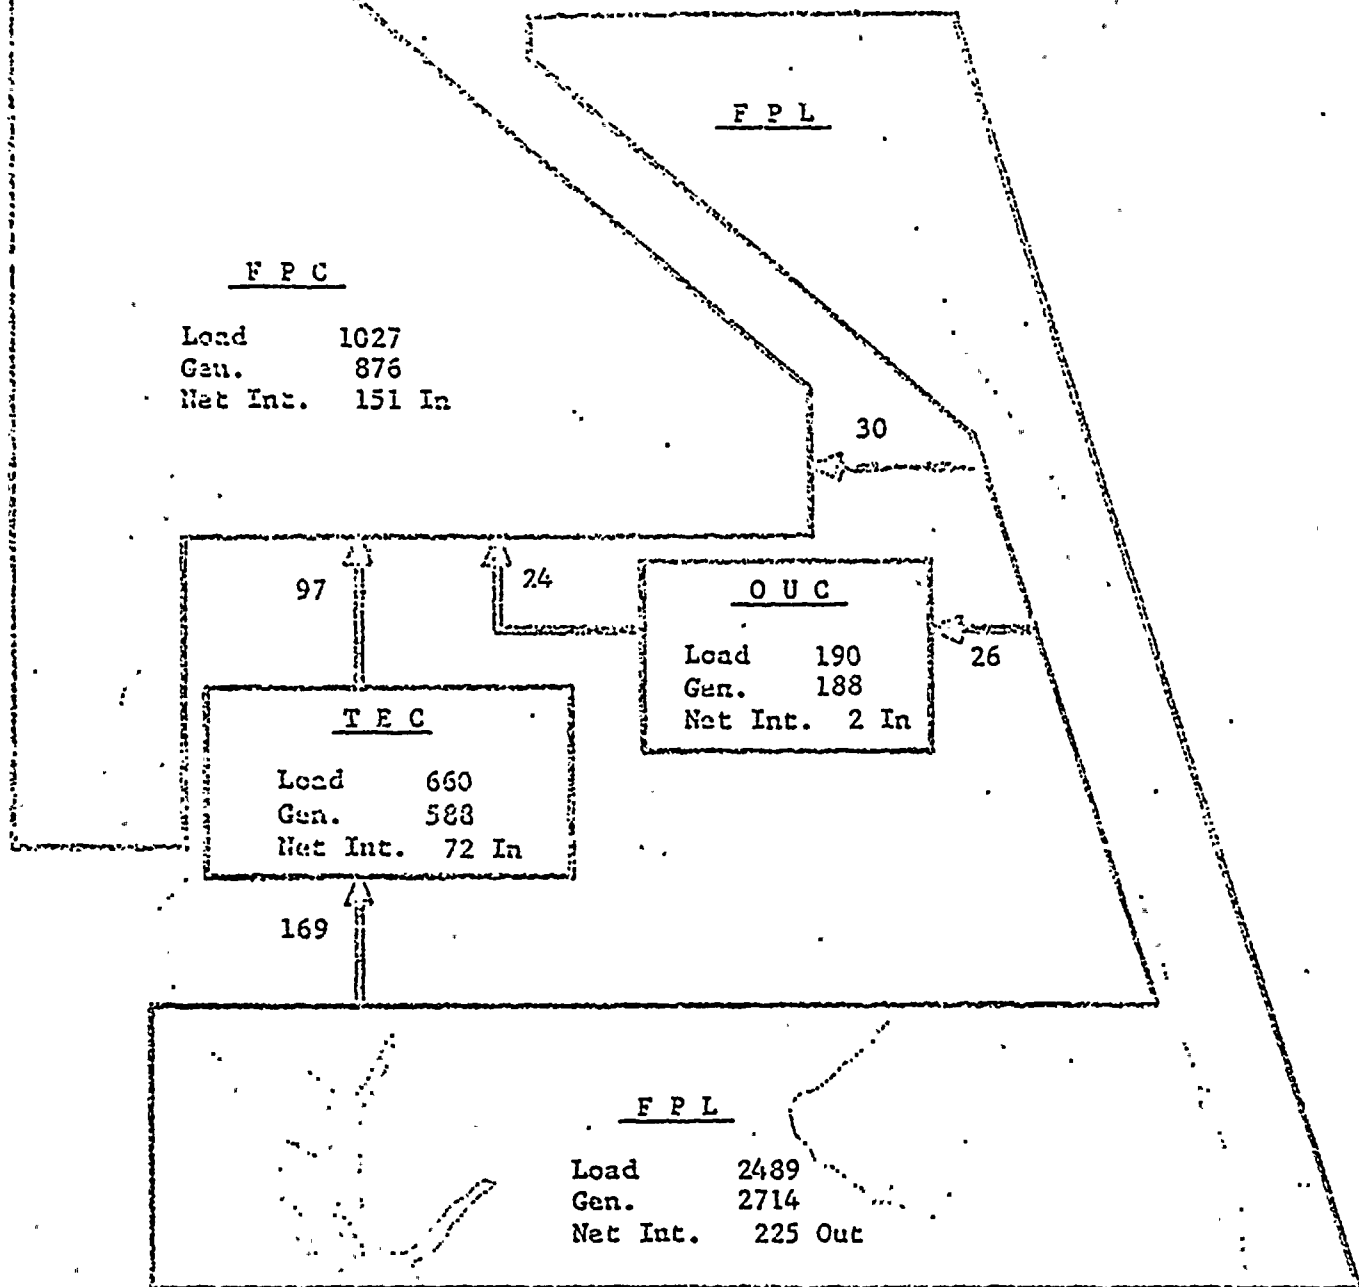 F P L
F P C
Load 1027
Gen. 876
Net Int. 151 In
30
97
24
O U C
Load 190
Gen. 188
Net Int. 2 In
26
T E C
Load 660
Gen. 588
Net Int. 72 In
169
F P L
Load 2489
Gen. 2714
Net Int. 225 Out